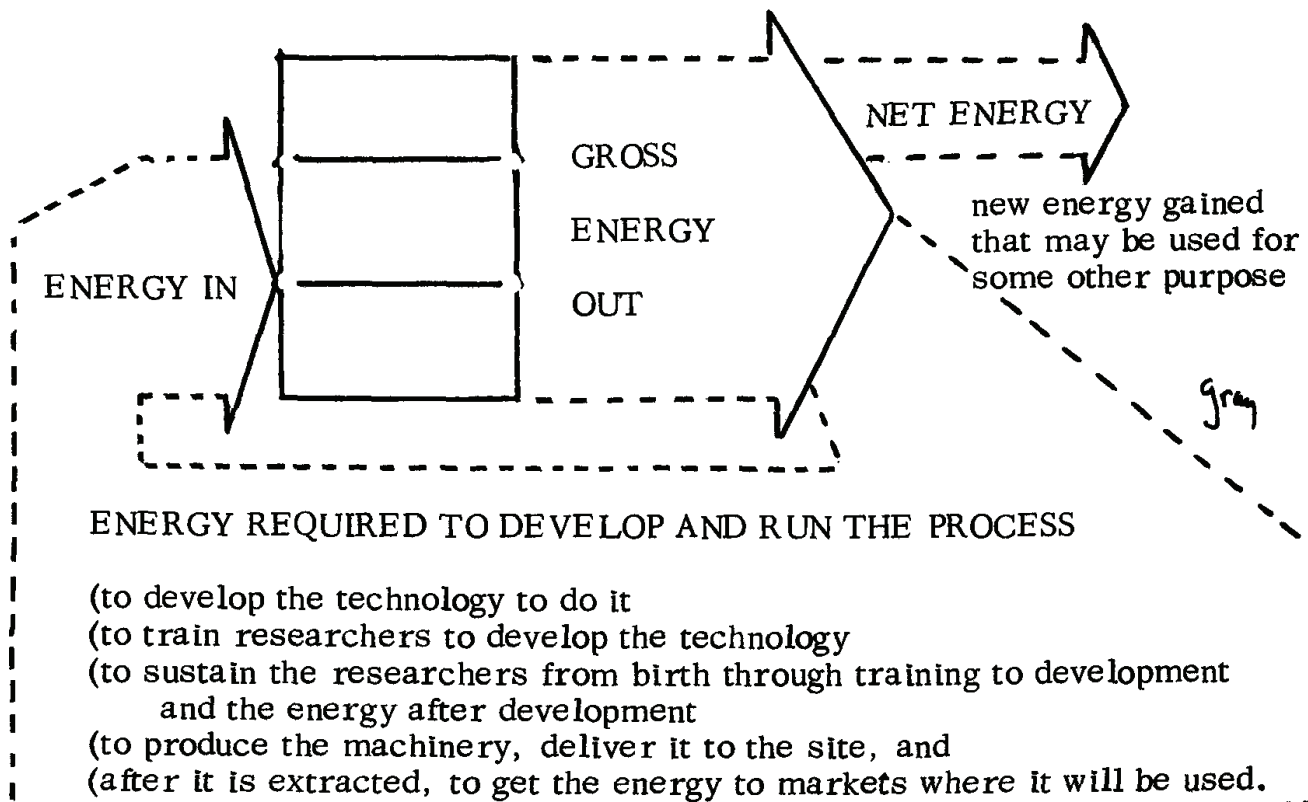 NET ENERGY
GROSS
ENERGY
OUT
new energy gained
that may be used for
some other purpose
ENERGY IN
gray
ENERGY REQUIRED TO DEVELOP AND RUN THE PROCESS
(to develop the technology to do it
(to train researchers to develop the technology
(to sustain the researchers from birth through training to development
and the energy after development
(to produce the machinery, deliver it to the site, and
(after it is extracted, to get the energy to markets where it will be used.